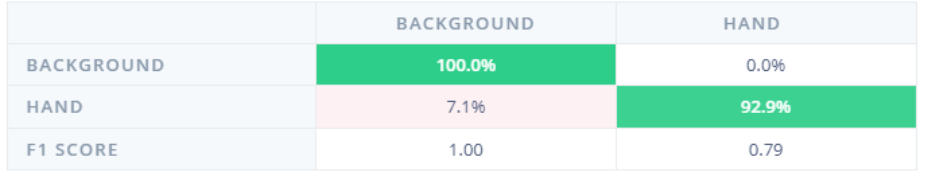 BACKGROUND HAND
BACKGROUND 100.0% 0.0%
HAND 7.1% 92.9%
F1 SCORE 1.00 0.79